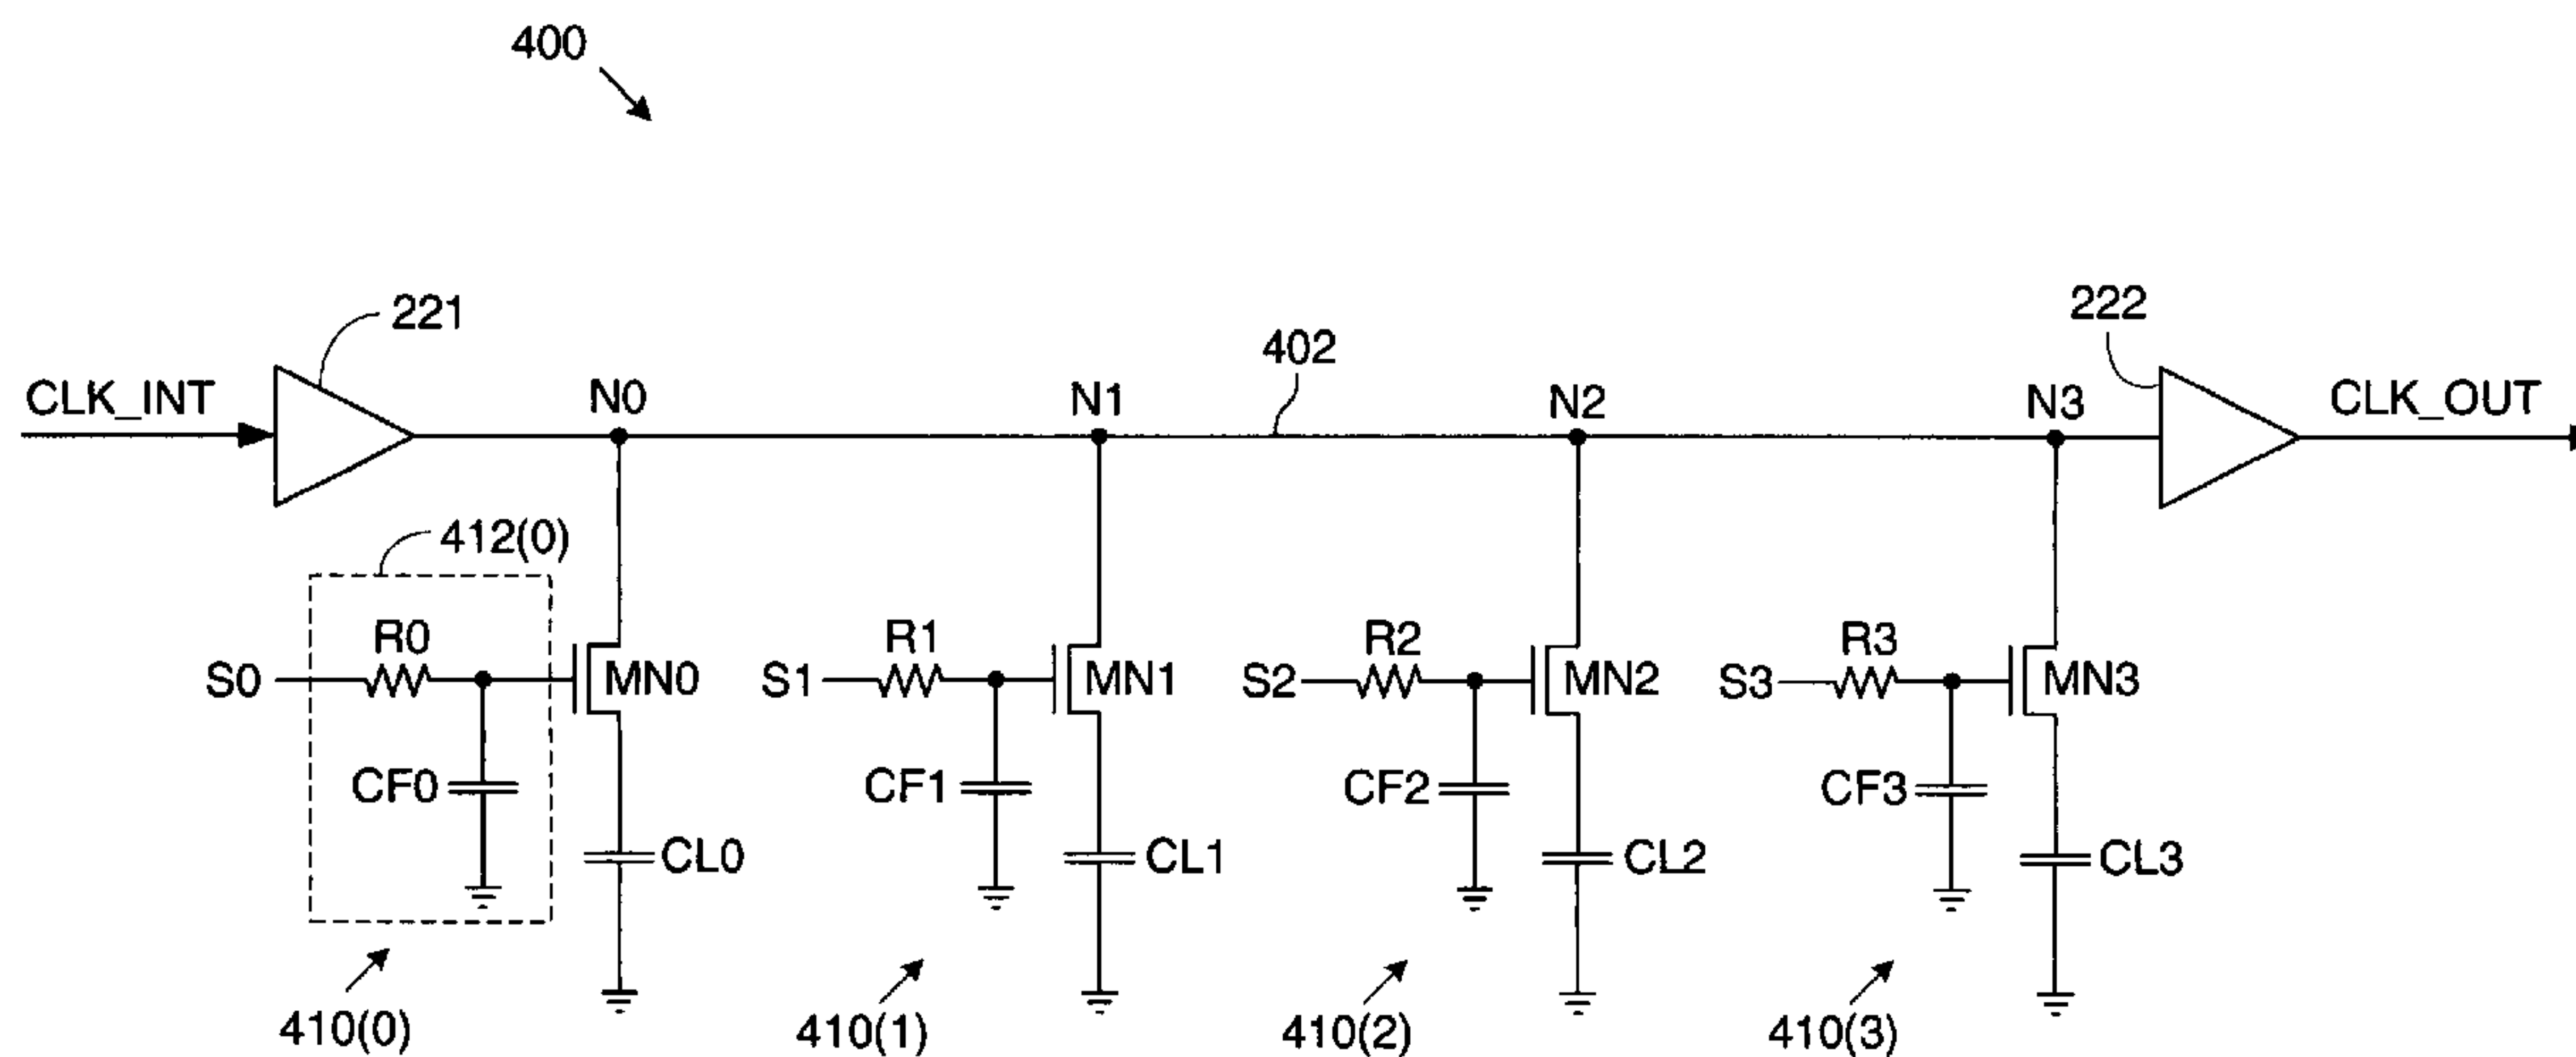 400
221
402
222
CLK_INT
N0
N1
N2
N3
CLK_OUT
412(0)
S0
R0
MN0
S1
R1
MN1
S2
R2
MN2
S3
R3
MN3
CF0
CF1
CF2
CF3
CL0
CL1
CL2
CL3
410(0)
410(1)
410(2)
410(3)